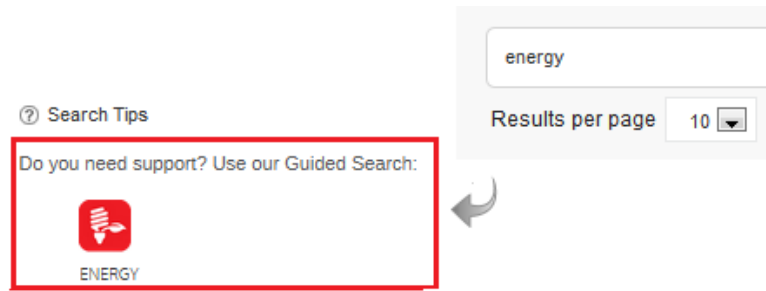 energy
Results per page 10
? Search Tips
Do you need support? Use our Guided Search:
ENERGY